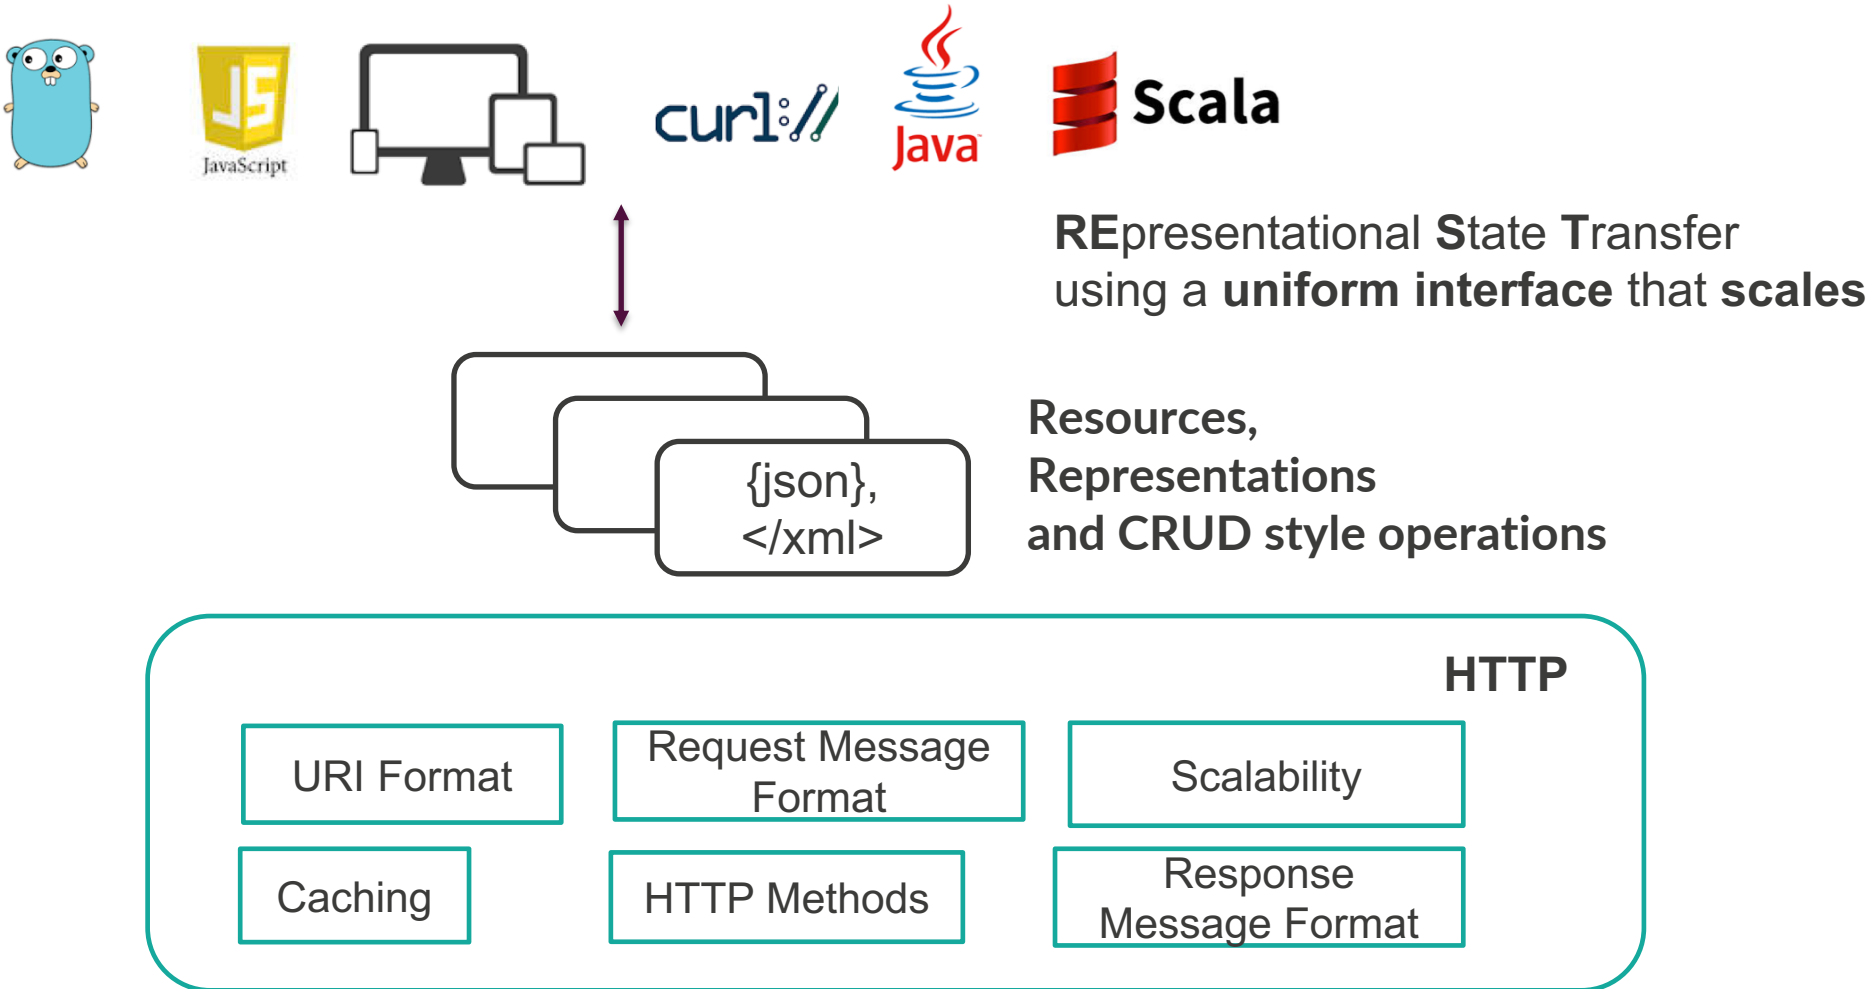 JS
JavaScript
curl://
Java
Scala
REpresentational State Transfer
using a uniform interface that scales
{json},
</xml>
Resources,
Representations
and CRUD style operations
HTTP
URI Format
Request Message
Format
Scalability
Caching
HTTP Methods
Response
Message Format